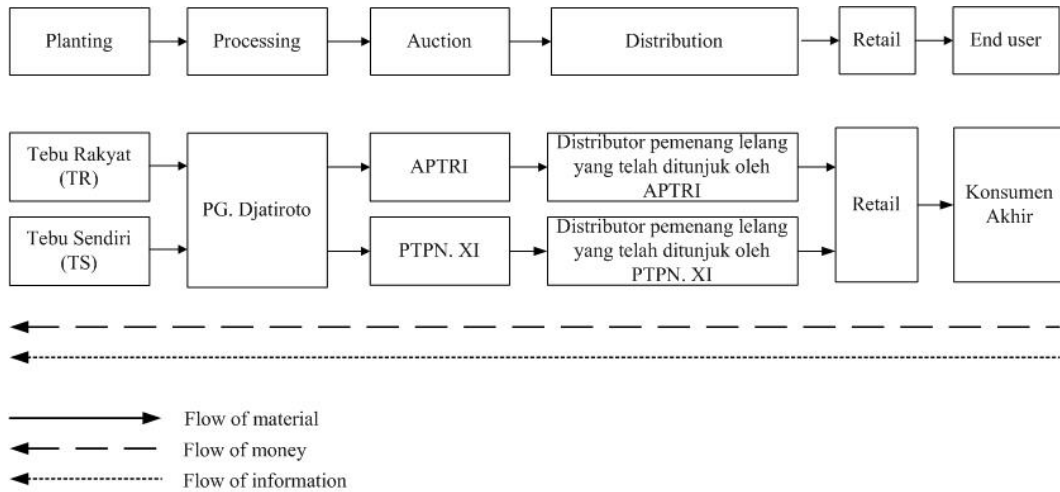 Planting
Processing
Auction
Distribution
Retail
End user
Tebu Rakyat
(TR)
Tebu Sendiri
(TS)
PG. Djatiroto
APTRI
PTPN. XI
Distributor pemenang lelang
yang telah ditunjuk oleh
APTRI
Distributor pemenang lelang
yang telah ditunjuk oleh
PTPN. XI
Retail
Konsumen
Akhir
Flow of material
Flow of money
Flow of information